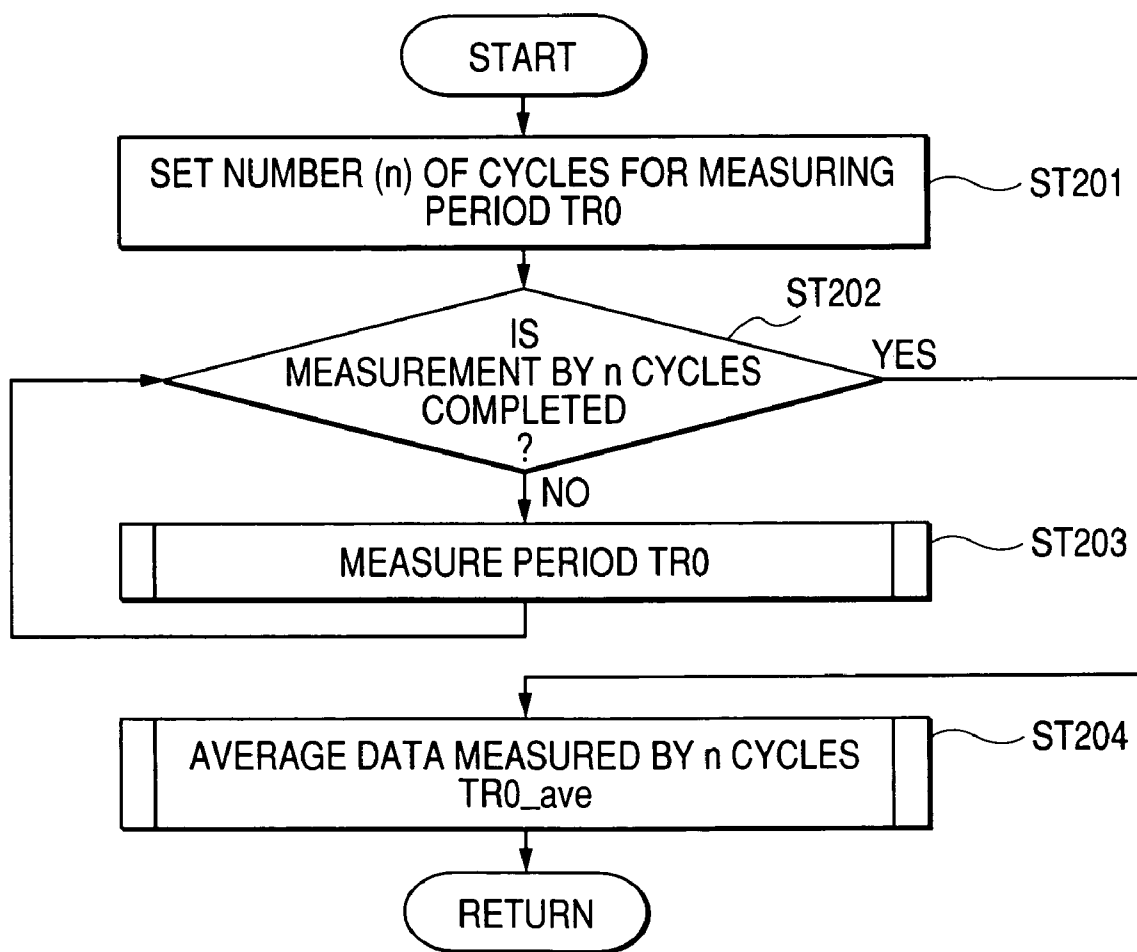 START
SET NUMBER (n) OF CYCLES FOR MEASURING
PERIOD TR0
ST201
ST202
IS
MEASUREMENT BY n CYCLES
COMPLETED
?
YES
NO
MEASURE PERIOD TR0
ST203
AVERAGE DATA MEASURED BY n CYCLES
TR0_ave
ST204
RETURN